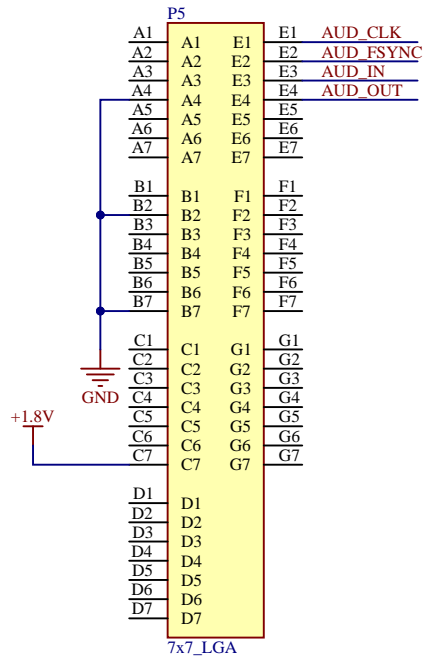 P5
A1 A1 E1 E1 AUD_CLK
A2 A2 E2 E2 AUD_FSYNC
A3 A3 E3 E3 AUD_IN
A4 A4 E4 E4 AUD_OUT
A5 A5 E5 E5
A6 A6 E6 E6
A7 A7 E7 E7
B1 B1 F1 F1
B2 B2 F2 F2
B3 B3 F3 F3
B4 B4 F4 F4
B5 B5 F5 F5
B6 B6 F6 F6
B7 B7 F7 F7
C1 C1 G1 G1
C2 C2 G2 G2
C3 C3 G3 G3
GND
C4 C4 G4 G4
+1.8V
C5 C5 G5 G5
C6 C6 G6 G6
C7 C7 G7 G7
D1 D1
D2 D2
D3 D3
D4 D4
D5 D5
D6 D6
D7 D7
7x7_LGA